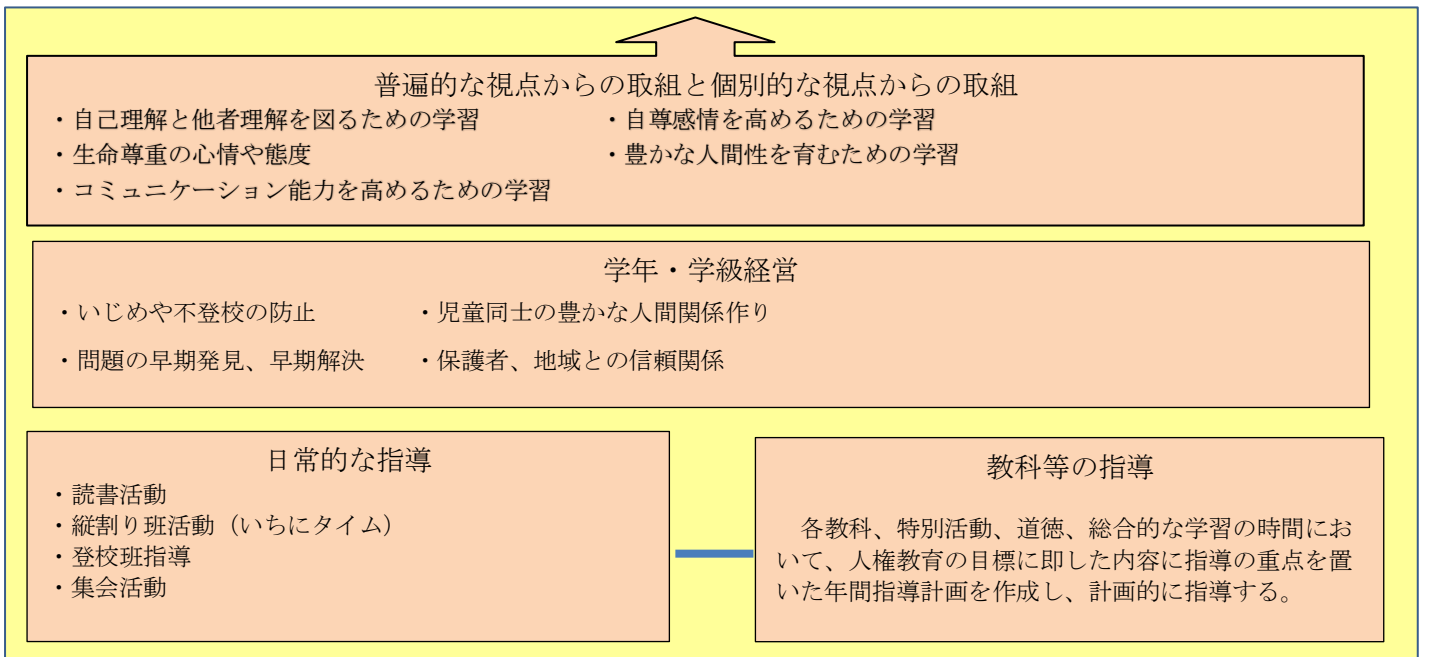 普遍的な視点からの取組と個別的な視点からの取組
・自己理解と他者理解を図るための学習　　・自尊感情を高めるための学習
・生命尊重の心情や態度　　・豊かな人間性を育むための学習
・コミュニケーション能力を高めるための学習
学年・学級経営
・いじめや不登校の防止　　・児童同士の豊かな人間関係作り
・問題の早期発見、早期解決　　・保護者、地域との信頼関係
日常的な指導
・読書活動
・縦割り班活動（いちにタイム）
・登校班指導
・集会活動
教科等の指導
各教科、特別活動、道徳、総合的な学習の時間にお
いて、人権教育の目標に即した内容に指導の重点を置
いた年間指導計画を作成し、計画的に指導する。